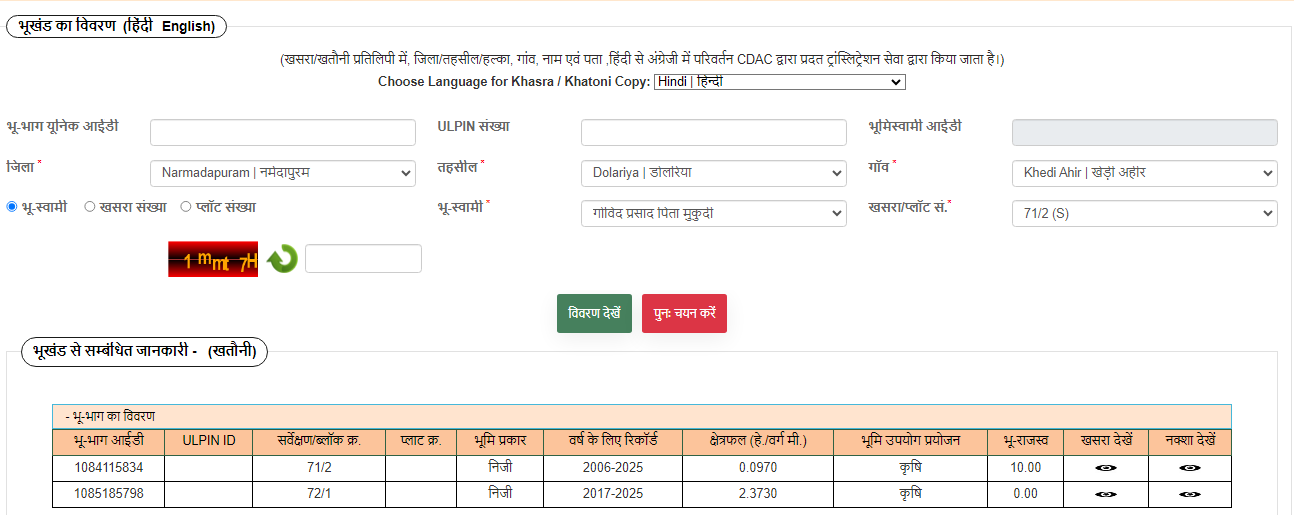 भूखंड का विवरण (हिंदी English)
(खसरा/खतौनी प्रतिलिपी में, जिला/तहसील/हल्का, गांव, नाम एवं पता ,हिंदी से अंग्रेजी में परिवर्तन CDAC द्वारा प्रदत ट्रांस्लिट्रेशन सेवा द्वारा किया जाता है।)
Choose Language for Khasra / Khatoni Copy: Hindi | हिन्दी
भू-भाग यूनिक आईडी ULPIN संख्या भूमिस्वामी आईडी
जिला * Narmadapuram | नर्मदापुरम तहसील * Dolariya | डोलरिया गॉव * Khedi Ahir | खेड़ी अहीर
भू-स्वामी खसरा संख्या प्लॉट संख्या भू-स्वामी * गोविंद प्रसाद पिता मुकुदी खसरा/प्लॉट सं.* 71/2 (S)
1 m mt 7H
विवरण देखें पुनः चयन करें
भूखंड से सम्बंधित जानकारी - (खतौनी)
- भू-भाग का विवरण
भू-भाग आईडी ULPIN ID सर्वेक्षण/ब्लॉक क्र. प्लाट क्र. भूमि प्रकार वर्ष के लिए रिकॉर्ड क्षेत्रफल (हे./वर्ग मी.) भूमि उपयोग प्रयोजन भू-राजस्व खसरा देखें नक्शा देखें
1084115834 71/2 निजी 2006-2025 0.0970 कृषि 10.00
1085185798 72/1 निजी 2017-2025 2.3730 कृषि 0.00